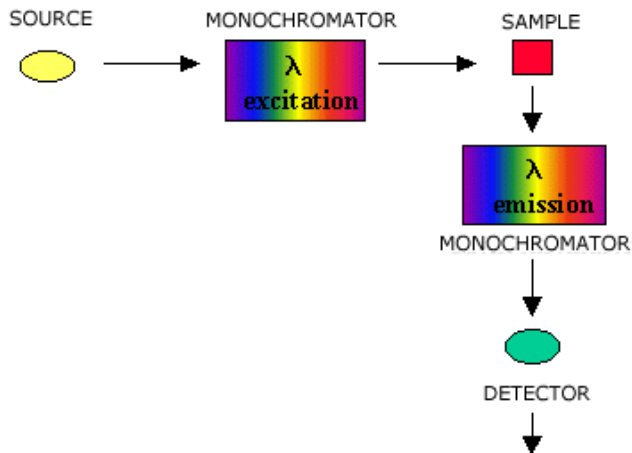 SOURCE
MONOCHROMATOR
SAMPLE
λ
excitation
λ
emission
MONOCHROMATOR
DETECTOR